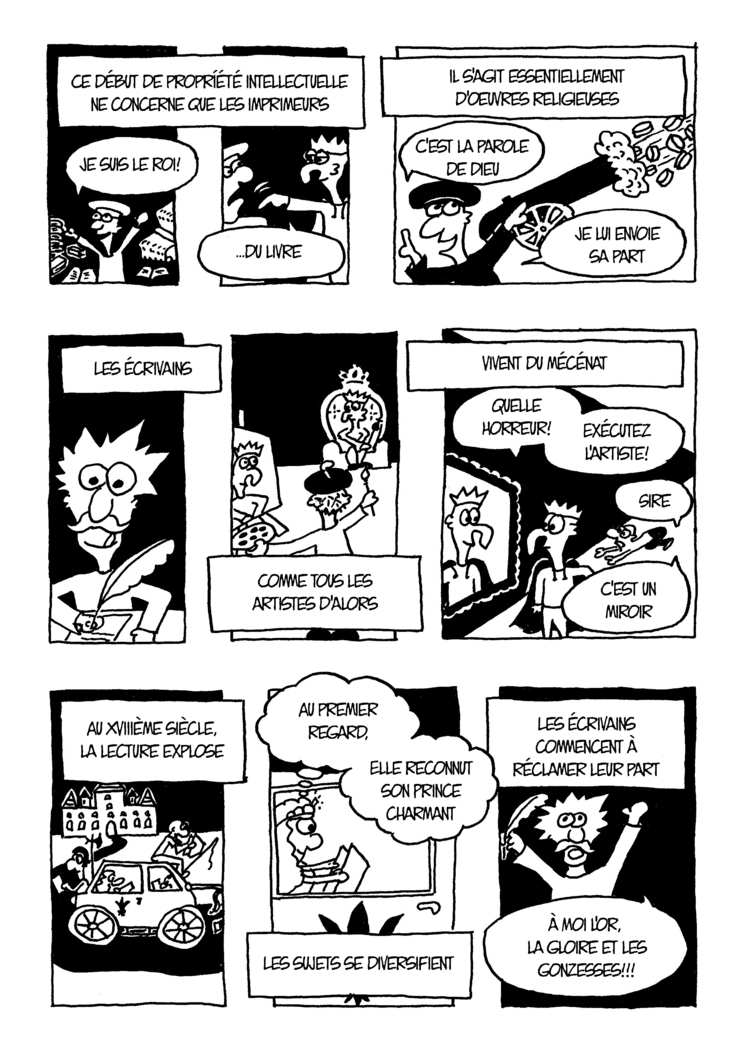 CE DÉBUT DE PROPRÍÉTÉ INTELLECTUELLE
NE CONCERNE QUE LES IMPRIMEURS
JE SUIS LE ROI!
...DU LIVRE
IL S'AGIT ESSENTIELLEMENT
D'OEUVRES RELIGIEUSES
C'EST LA PAROLE
DE DIEU
JE LUI ENVOIE
SA PART
LES ÉCRIVAINS
COMME TOUS LES
ARTISTES D'ALORS
VIVENT DU MÉCÉNAT
QUELLE
HORREUR!
EXÉCUTEZ
L'ARTISTE!
SIRE
C'EST UN
MIROIR
AU XVIIIÈME SIÈCLE,
LA LECTURE EXPLOSE
AU PREMIER
REGARD,
ELLE RECONNUT
SON PRINCE
CHARMANT
LES SUJETS SE DIVERSIFIENT
LES ÉCRIVAINS
COMMENCENT À
RÉCLAMER LEUR PART
À MOI L'OR,
LA GLOIRE ET LES
GONZESSES!!!